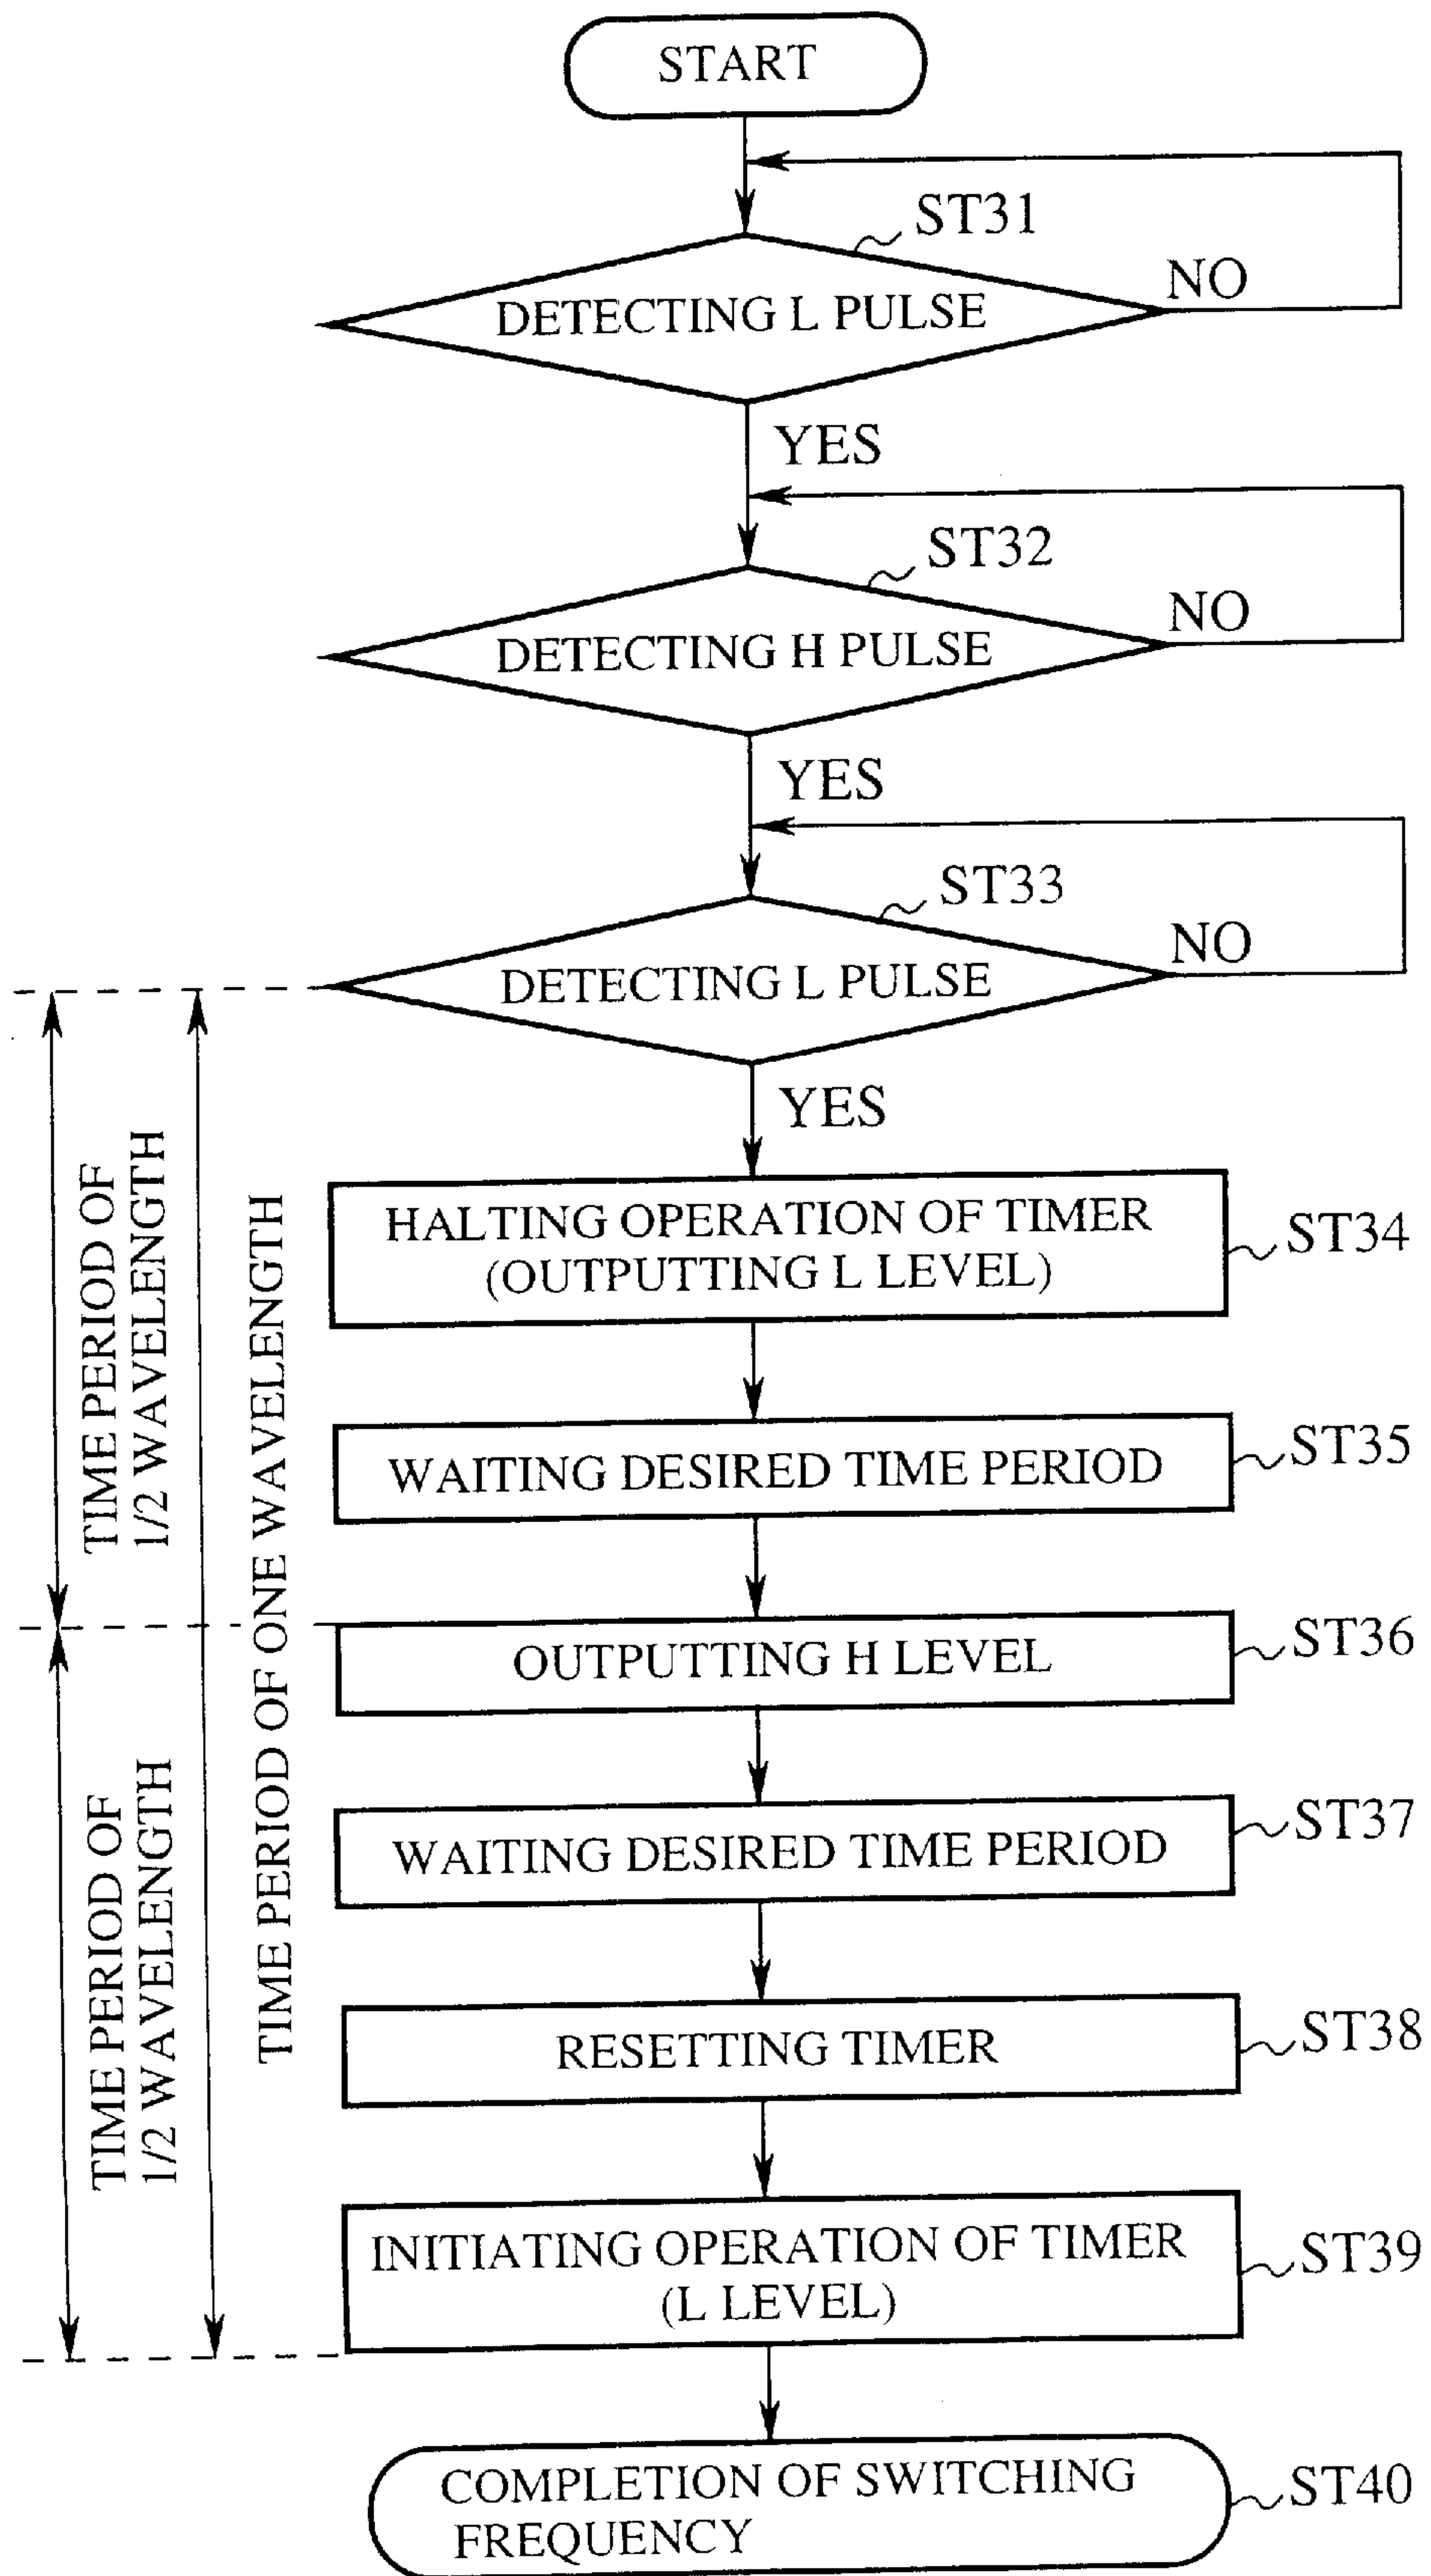 START
ST31
DETECTING L PULSE
NO
YES
ST32
DETECTING H PULSE
NO
YES
ST33
DETECTING L PULSE
NO
YES
HALTING OPERATION OF TIMER
(OUTPUTTING L LEVEL)
ST34
WAITING DESIRED TIME PERIOD
ST35
OUTPUTTING H LEVEL
ST36
WAITING DESIRED TIME PERIOD
ST37
RESETTING TIMER
ST38
INITIATING OPERATION OF TIMER
(L LEVEL)
ST39
COMPLETION OF SWITCHING
FREQUENCY
ST40
TIME PERIOD OF
1/2 WAVELENGTH
TIME PERIOD OF
1/2 WAVELENGTH
TIME PERIOD OF ONE WAVELENGTH